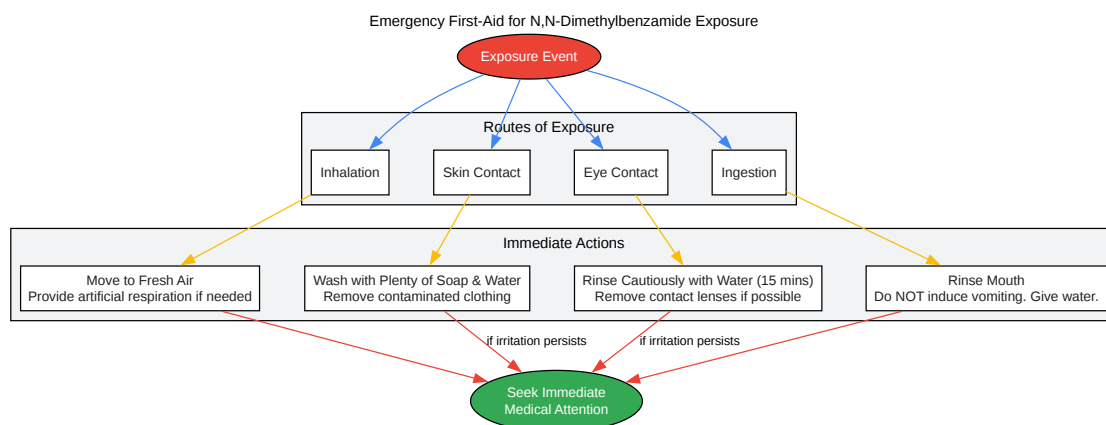 Emergency First-Aid for N,N-Dimethylbenzamide Exposure
Exposure Event
Routes of Exposure
Inhalation
Skin Contact
Eye Contact
Ingestion
Immediate Actions
Move to Fresh Air
Provide artificial respiration if needed
Wash with Plenty of Soap & Water
Remove contaminated clothing
Rinse Cautiously with Water (15 mins)
Remove contact lenses if possible
Rinse Mouth
Do NOT induce vomiting. Give water.
if irritation persists
if irritation persists
Seek Immediate
Medical Attention